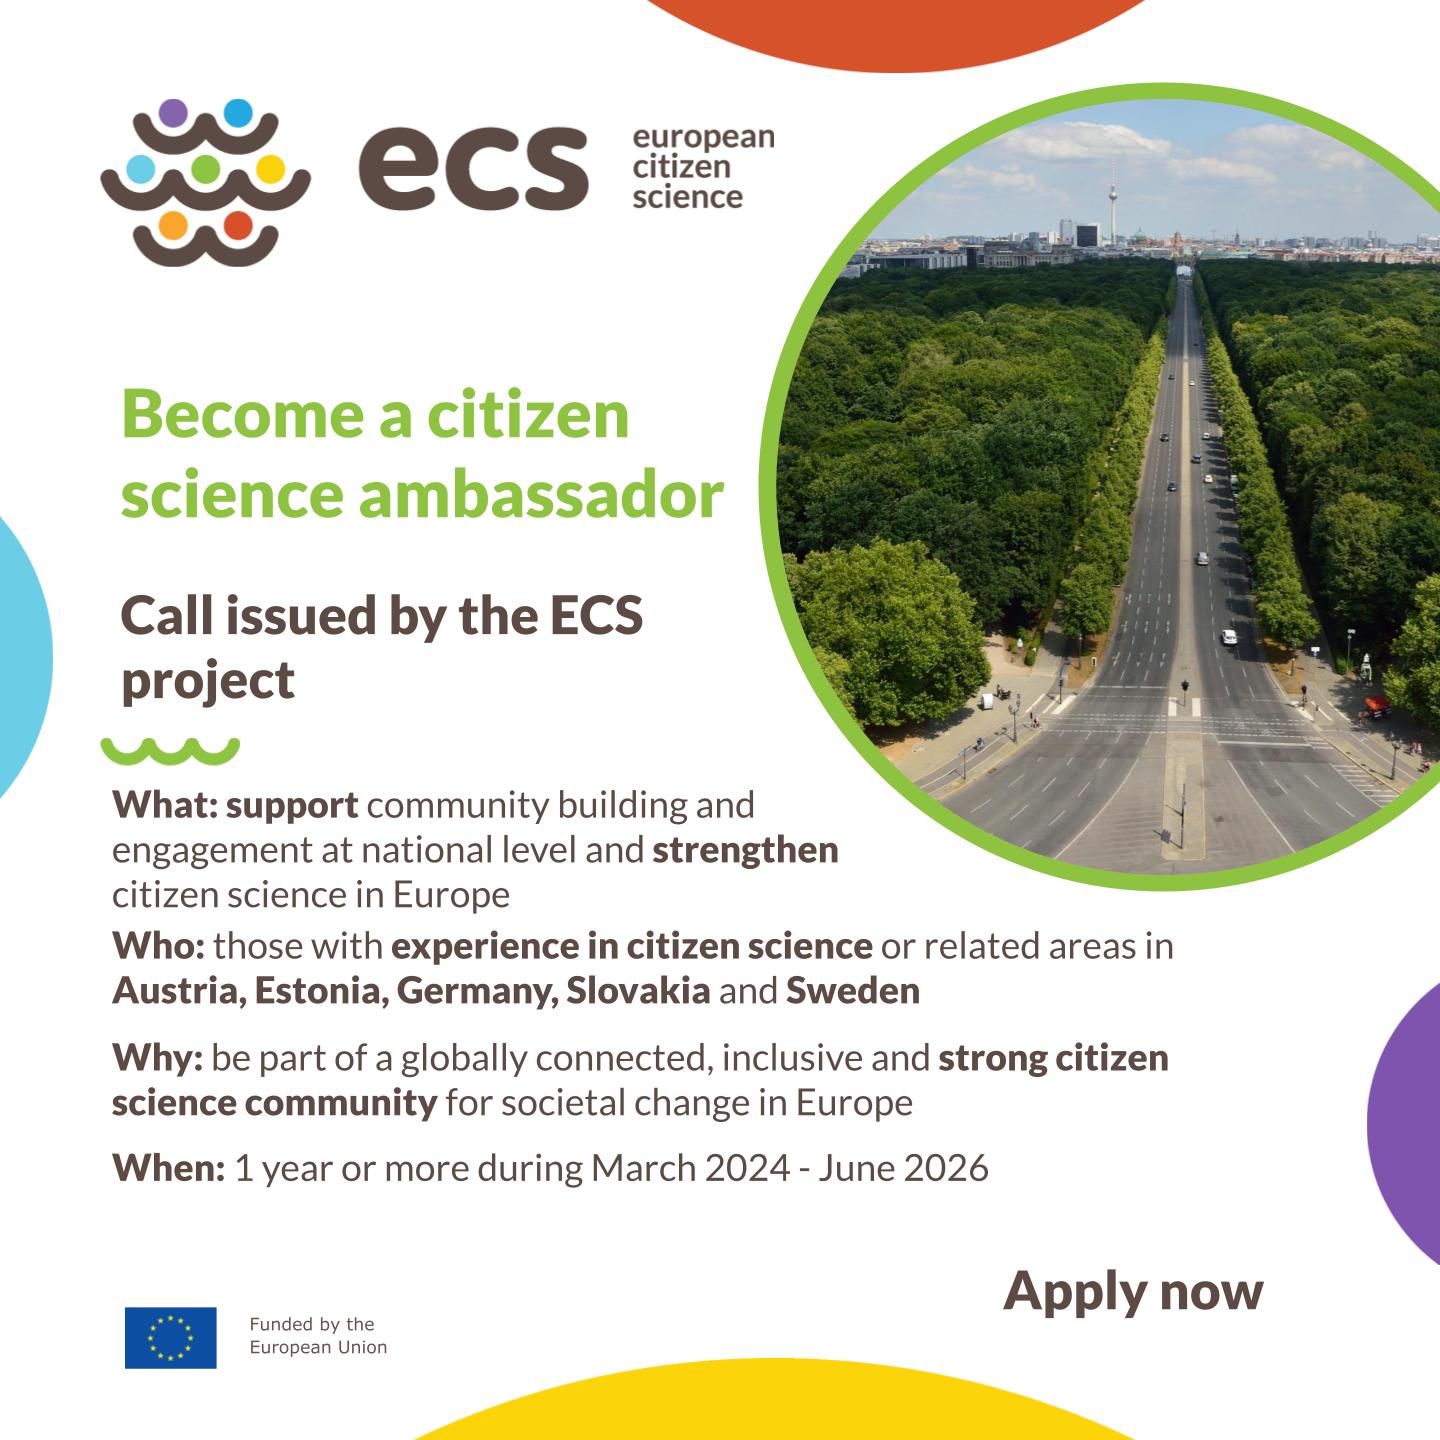 ecs
european
citizen
science
Become a citizen
science ambassador
Call issued by the ECS
project
What: support community building and
engagement at national level and strengthen
citizen science in Europe
Who: those with experience in citizen science or related areas in
Austria, Estonia, Germany, Slovakia and Sweden
Why: be part of a globally connected, inclusive and strong citizen
science community for societal change in Europe
When: 1 year or more during March 2024 - June 2026
Apply now
Funded by the
European Union